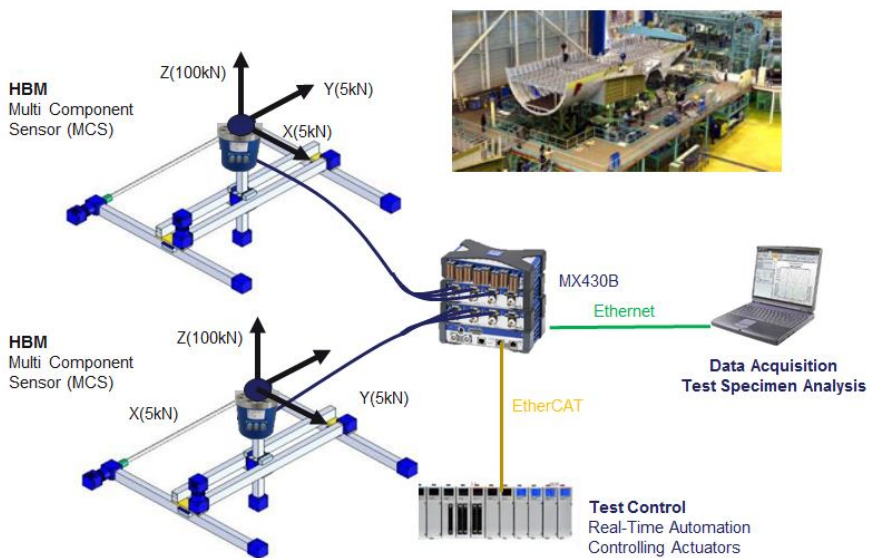 Z(100kN)
Y(5kN)
X(5kN)
HBM
Multi Component
Sensor (MCS)
MX430B
Ethernet
Data Acquisition
Test Specimen Analysis
HBM
Multi Component
Sensor (MCS)
Z(100kN)
X(5kN)
Y(5kN)
EtherCAT
Test Control
Real-Time Automation
Controlling Actuators